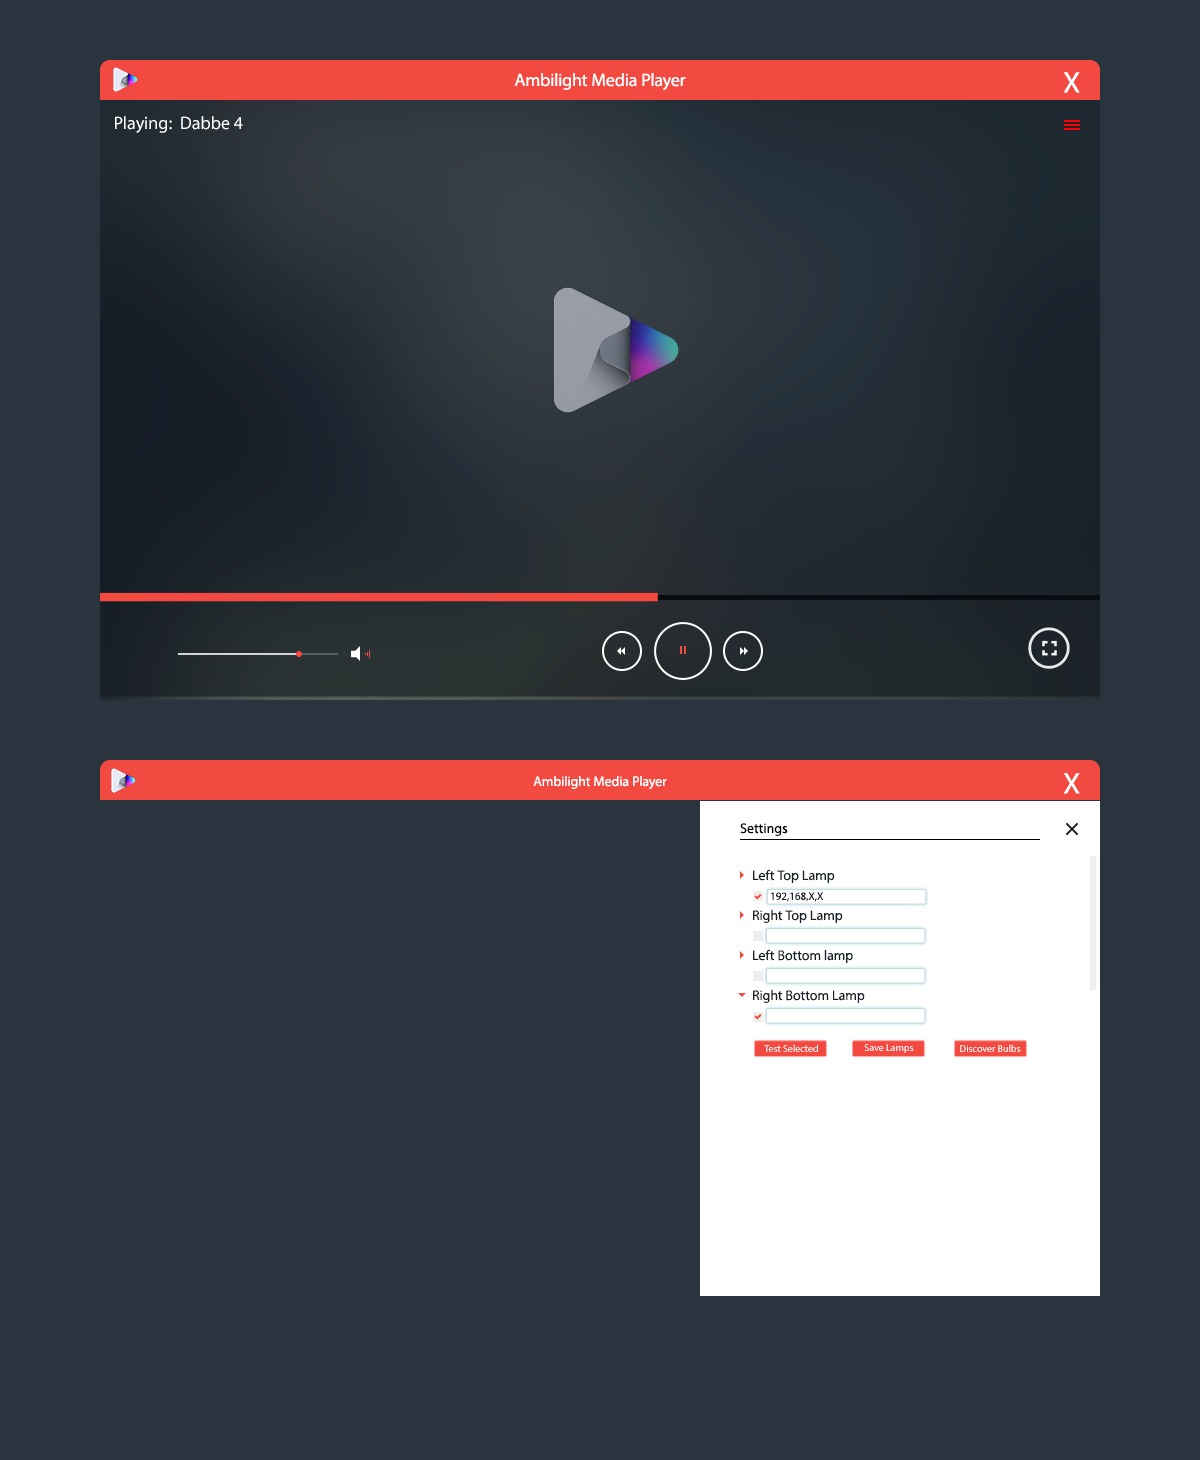 Ambilight Media Player
X
Playing: Dabbe 4
Ambilight Media Player
X
Settings
Left Top Lamp
192,168,X,X
Right Top Lamp
Left Bottom lamp
Right Bottom Lamp
Test Selected Save Lamps Discover Bulbs